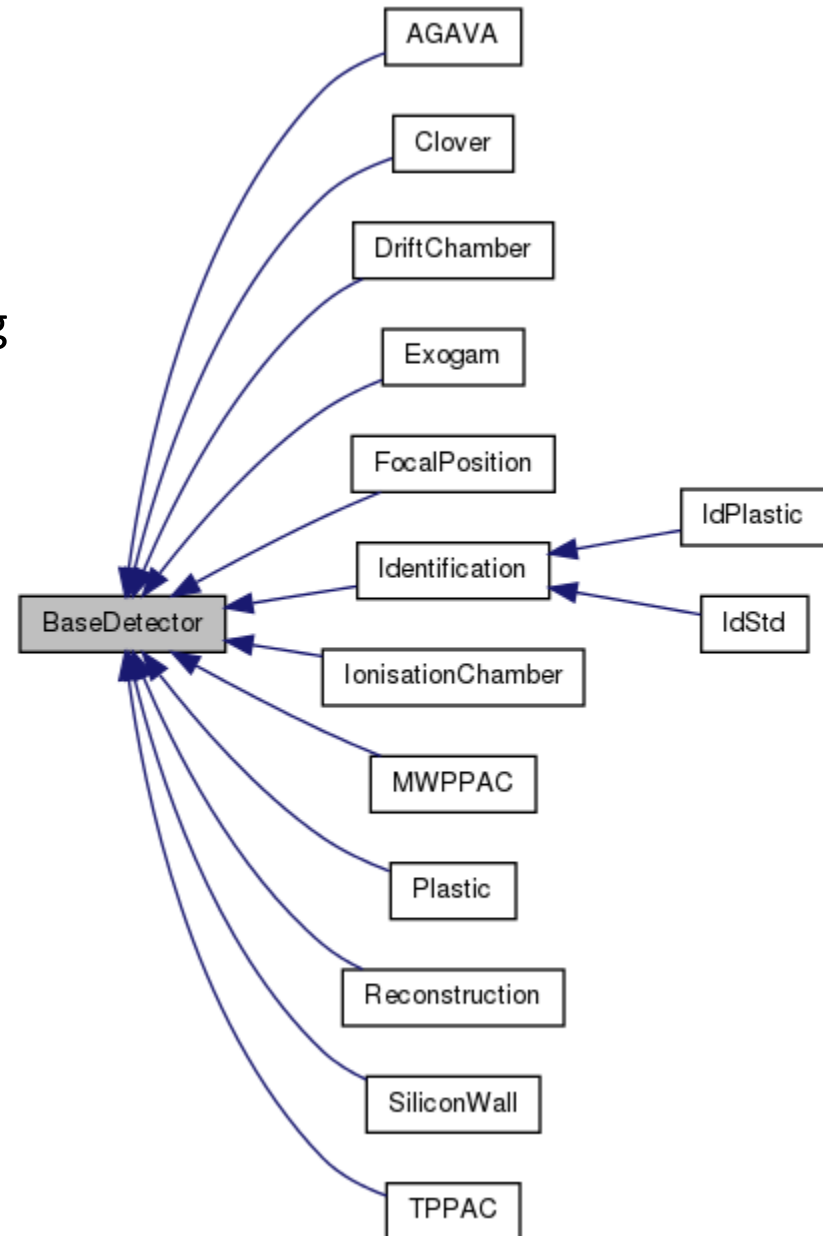 AGAVA
Clover
DriftChamber
g
Exogam
FocalPosition
IdPlastic
Identification
BaseDetector
IdStd
IonisationChamber
MWPPAC
Plastic
Reconstruction
SiliconWall
TPPAC